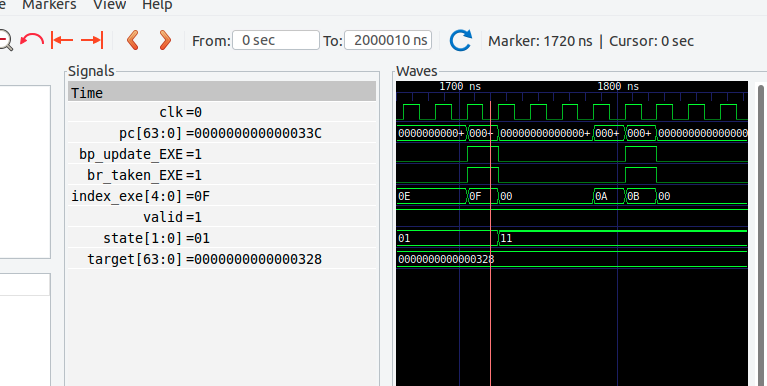 Markers View Help
From: 0 sec To: 2000010 ns Marker: 1720 ns | Cursor: 0 sec
Signals Waves
Time 1700 ns 1800 ns
clk=0
pc[63:0]=000000000000033C 0000000000+ 000+ 00000000000000+ 000+ 000+ 00000000000000
bp_update_EXE=1
br_taken_EXE=1
index_exe[4:0]=0F 0E 0F 00 0A 0B 00
valid=1
state[1:0]=01 01 11
target[63:0]=0000000000000328 0000000000000328